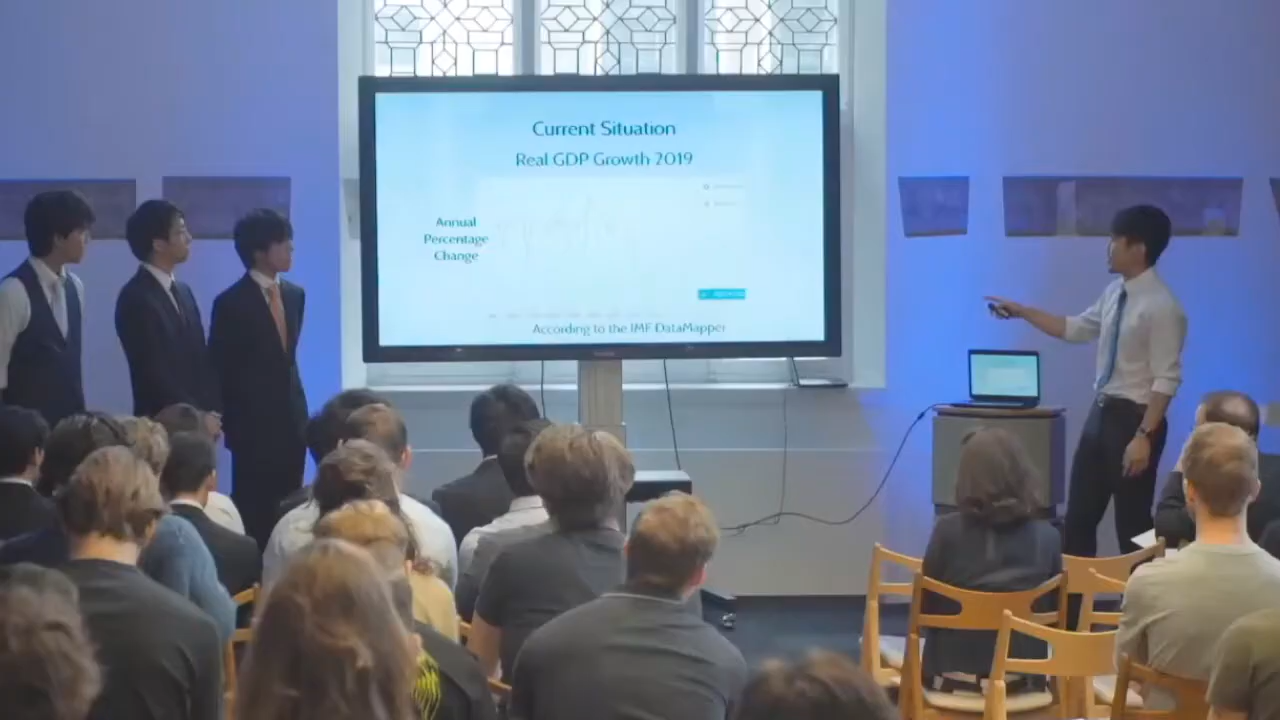 Current Situation
Real GDP Growth 2019
Annual
Percentage
Change
According to the IMF DataMapper